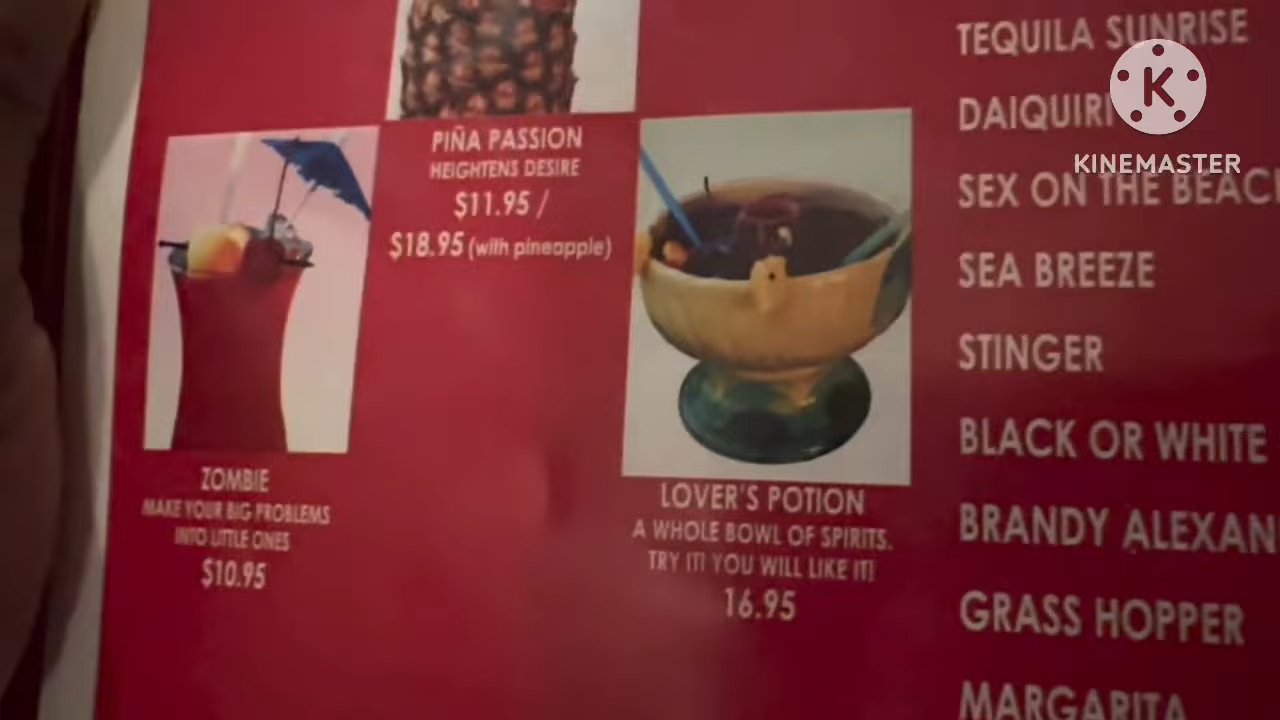 PIÑA PASSION
HEIGHTENS DESIRE
$11.95 /
$18.95 (with pineapple)
ZOMBIE
MAKE YOUR BIG PROBLEMS
INTO LITTLE ONES
$10.95
LOVER'S POTION
A WHOLE BOWL OF SPIRITS.
TRY IT! YOU WILL LIKE IT!
16.95
TEQUILA SUNRISE
DAIQUIRI
SEX ON THE BEACH
SEA BREEZE
STINGER
BLACK OR WHITE
BRANDY ALEXAN
GRASS HOPPER
MARGARITA
K
KINEMASTER